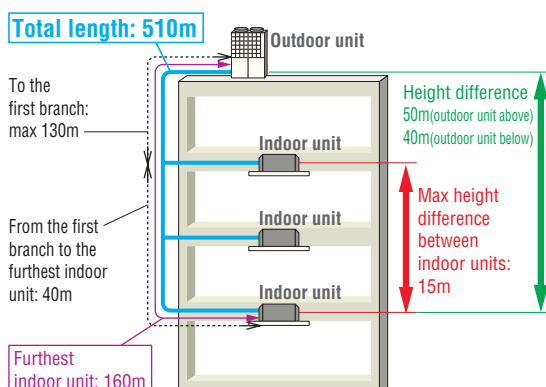 Total length: 510m
Outdoor unit
To the
first branch:
max 130m
Height difference
50m(outdoor unit above)
40m(outdoor unit below)
Indoor unit
Max height
difference
between
indoor units:
15m
From the first
branch to the
furthest indoor
unit: 40m
Indoor unit
Indoor unit
Furthest
indoor unit: 160m